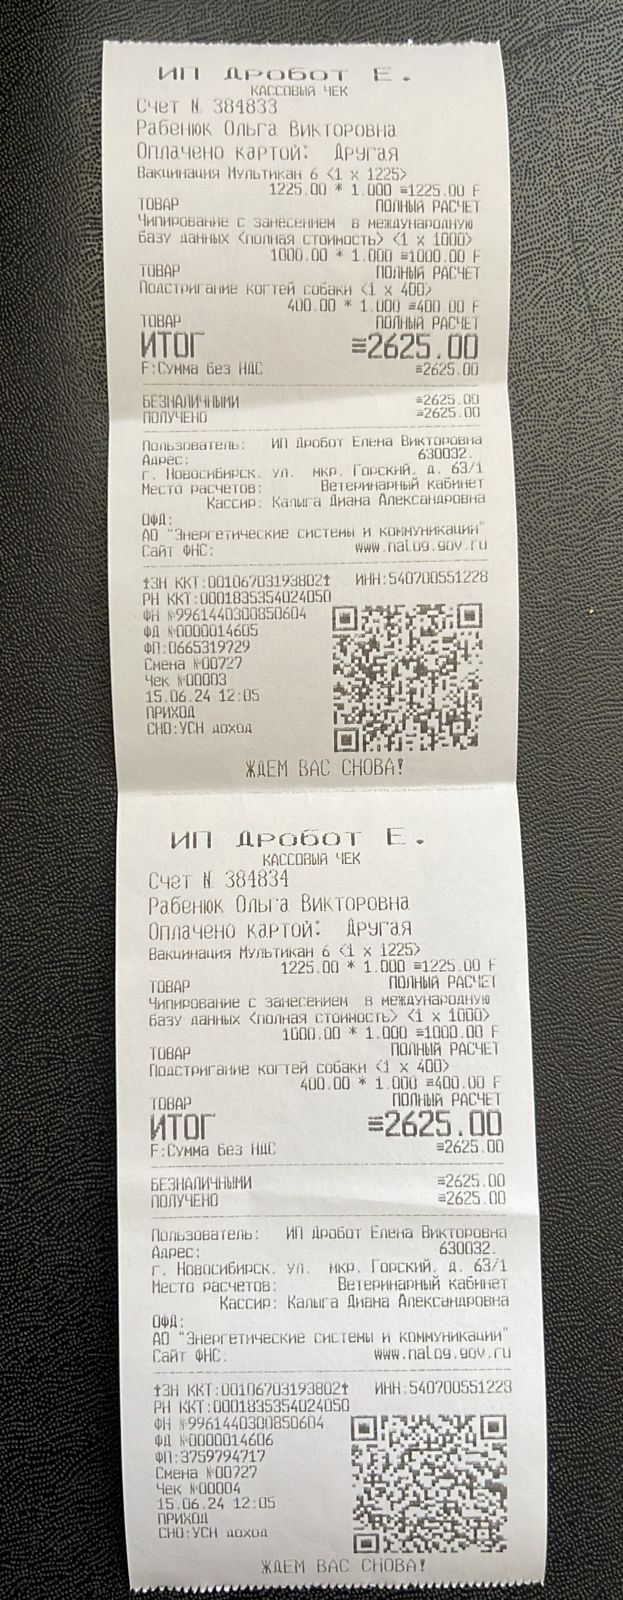 ИП Дробот Е.
КАССОВЫЙ ЧЕК
Счет № 384833
Рабенюк Ольга Викторовна
Оплачено картой: Другая
Вакцинация Мультикан 6 <1 x 1225>
1225.00 * 1.000 ≡1225.00 F
ТОВАР ПОЛНЫЙ РАСЧЕТ
Чипирование с занесением в международную
базу данных <полная стоимость> <1 x 1000>
1000.00 * 1.000 ≡1000.00 F
ТОВАР ПОЛНЫЙ РАСЧЕТ
Подстригание когтей собаки <1 x 400>
400.00 * 1.000 ≡400.00 F
ТОВАР ПОЛНЫЙ РАСЧЕТ
ИТОГ ≡2625.00
F:Сумма без НДС ≡2625.00
БЕЗНАЛИЧНЫМИ ≡2625.00
ПОЛУЧЕНО ≡2625.00
Пользователь: ИП Дробот Елена Викторовна
Адрес: 630032.
г. Новосибирск. ул. мкр. Горский. д. 63/1
Место расчетов: Ветеринарный кабинет
Кассир: Калыга Диана Александровна
ОФД:
АО "Энергетические системы и коммуникации"
Сайт ФНС: www.nalog.gov.ru
↑ЗН ККТ:00106703193802↑ ИНН:540700551228
РН ККТ:0001835354024050
ФН №9961440300850604
ФД №0000014605
ФП:0665319729
Смена №00727
Чек №00003
15.06.24 12:05
ПРИХОД
СНО:УСН доход
ЖДЕМ ВАС СНОВА!
ИП Дробот Е.
КАССОВЫЙ ЧЕК
Счет № 384834
Рабенюк Ольга Викторовна
Оплачено картой: Другая
Вакцинация Мультикан 6 <1 x 1225>
1225.00 * 1.000 ≡1225.00 F
ТОВАР ПОЛНЫЙ РАСЧЕТ
Чипирование с занесением в международную
базу данных <полная стоимость> <1 x 1000>
1000.00 * 1.000 ≡1000.00 F
ТОВАР ПОЛНЫЙ РАСЧЕТ
Подстригание когтей собаки <1 x 400>
400.00 * 1.000 ≡400.00 F
ТОВАР ПОЛНЫЙ РАСЧЕТ
ИТОГ ≡2625.00
F:Сумма без НДС ≡2625.00
БЕЗНАЛИЧНЫМИ ≡2625.00
ПОЛУЧЕНО ≡2625.00
Пользователь: ИП Дробот Елена Викторовна
Адрес: 630032.
г. Новосибирск. ул. мкр. Горский. д. 63/1
Место расчетов: Ветеринарный кабинет
Кассир: Калыга Диана Александровна
ОФД:
АО "Энергетические системы и коммуникации"
Сайт ФНС: www.nalog.gov.ru
↑ЗН ККТ:00106703193802↑ ИНН:540700551228
РН ККТ:0001835354024050
ФН №9961440300850604
ФД №0000014606
ФП:3759794717
Смена №00727
Чек №00004
15.06.24 12:05
ПРИХОД
СНО:УСН доход
ЖДЕМ ВАС СНОВА!